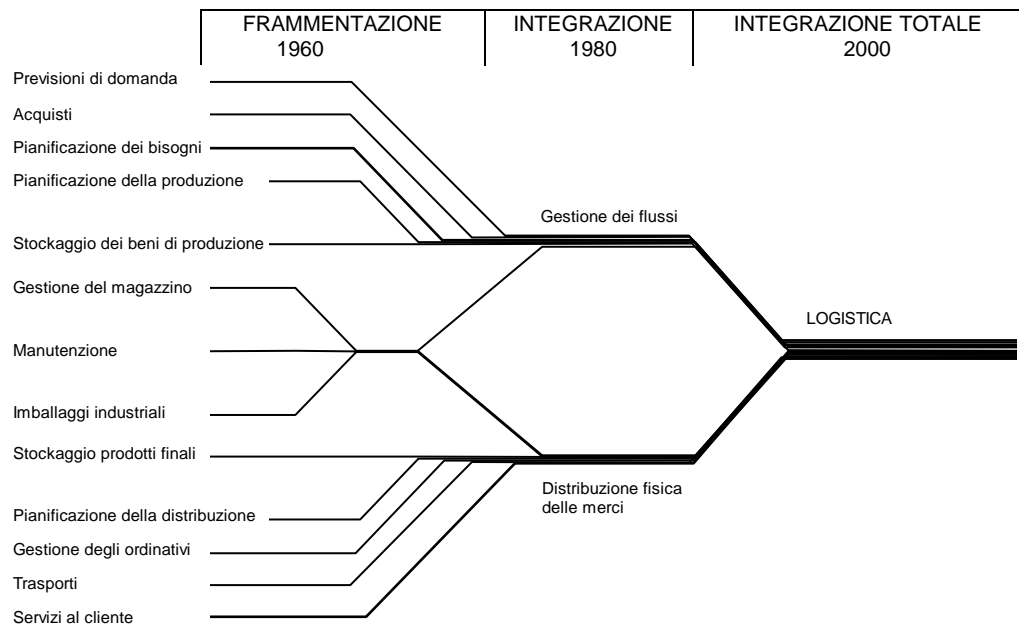 FRAMMENTAZIONE
1960
INTEGRAZIONE
1980
INTEGRAZIONE TOTALE
2000
Previsioni di domanda
Acquisti
Pianificazione dei bisogni
Pianificazione della produzione
Gestione dei flussi
Stockaggio dei beni di produzione
Gestione del magazzino
LOGISTICA
Manutenzione
Imballaggi industriali
Stockaggio prodotti finali
Distribuzione fisica
delle merci
Pianificazione della distribuzione
Gestione degli ordinativi
Trasporti
Servizi al cliente